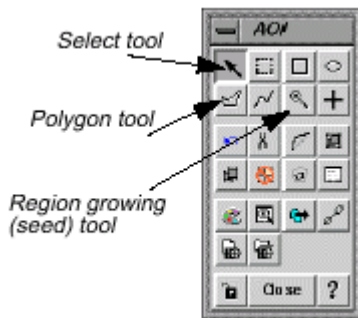 Select tool
AOI
Polygon tool
Region growing
(seed) tool
Close
?